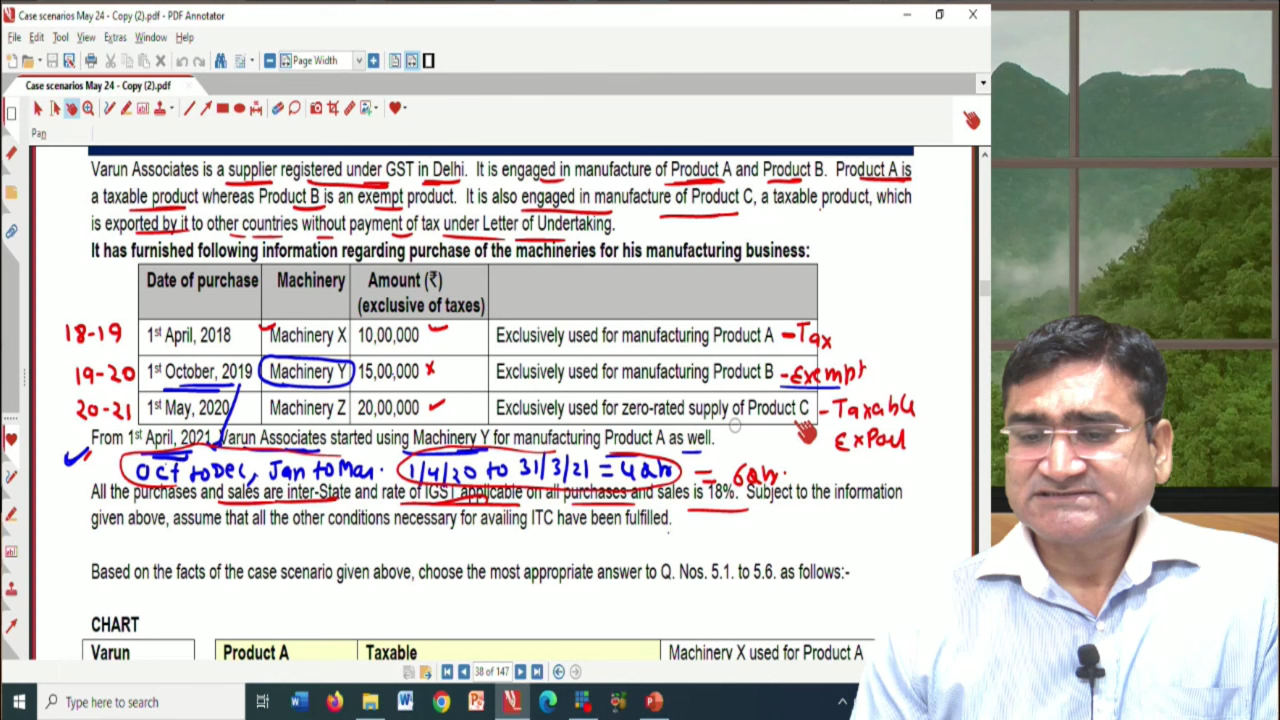 Case scenarios May 24 - Copy (2).pdf - PDF Annotator
File Edit Tool View Extras Window Help
Page Width
Case scenarios May 24 - Copy (2).pdf
Pan
Varun Associates is a supplier registered under GST in Delhi. It is engaged in manufacture of Product A and Product B. Product A is
a taxable product whereas Product B is an exempt product. It is also engaged in manufacture of Product C, a taxable product, which
is exported by it to other countries without payment of tax under Letter of Undertaking.
It has furnished following information regarding purchase of the machineries for his manufacturing business:
Date of purchase Machinery Amount (₹)
(exclusive of taxes)
18-19 1st April, 2018 Machinery X 10,00,000 Exclusively used for manufacturing Product A - Tax
19-20 1st October, 2019 Machinery Y 15,00,000 x Exclusively used for manufacturing Product B - Exempt
20-21 1st May, 2020 Machinery Z 20,00,000 Exclusively used for zero-rated supply of Product C - Taxable
From 1st April, 2021, Varun Associates started using Machinery Y for manufacturing Product A as well. Export
Oct to Dec, Jan to Mar. 1/4/20 to 31/3/21 = 4 Qtr = 6 Qtr.
All the purchases and sales are inter-State and rate of IGST applicable on all purchases and sales is 18%. Subject to the information
given above, assume that all the other conditions necessary for availing ITC have been fulfilled.
Based on the facts of the case scenario given above, choose the most appropriate answer to Q. Nos. 5.1. to 5.6. as follows:-
CHART
Varun Product A Taxable Machinery X used for Product A
38 of 147
Type here to search